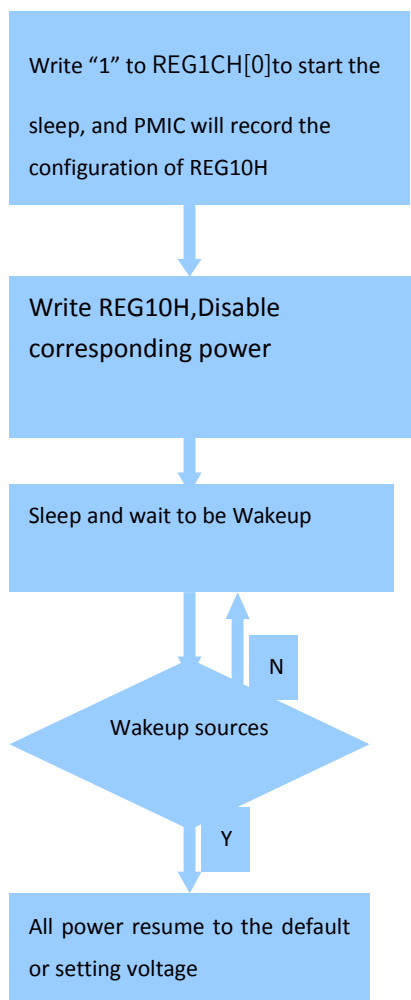 Write “1” to REG1CH[0]to start the
sleep, and PMIC will record the
configuration of REG10H
Write REG10H,Disable
corresponding power
Sleep and wait to be Wakeup
N
Wakeup sources
Y
All power resume to the default
or setting voltage